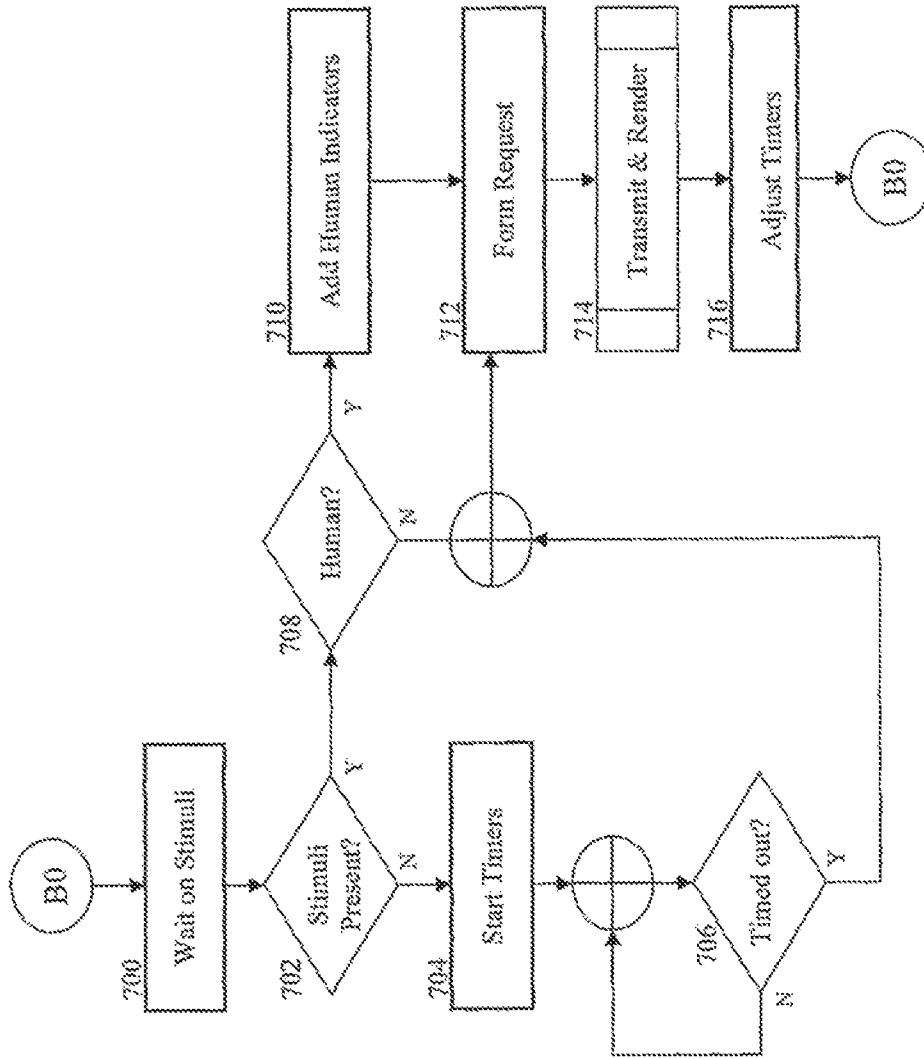 B0
700
Wait on Stimuli
702
Stimuli
Present?
Y
N
704
Start Timers
706
Timed out?
N
Y
708
Human?
Y
N
710
Add Human Indicators
712
Form Request
714
Transmit & Render
716
Adjust Timers
B0